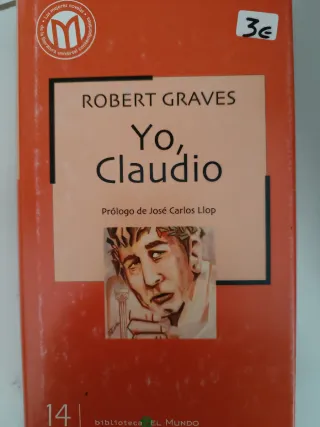 3€
ROBERT GRAVES
Yo,
Claudio
Prólogo de José Carlos Llop
14
biblioteca EL MUNDO